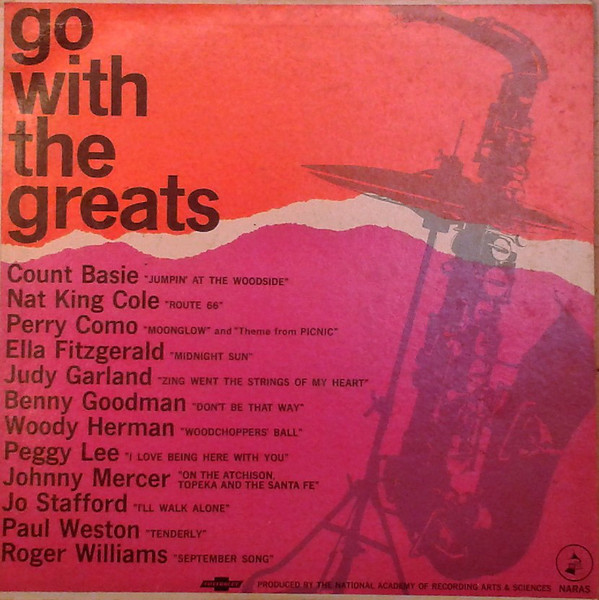 go
with
the
greats
Count Basie "JUMPIN' AT THE WOODSIDE"
Nat King Cole "ROUTE 66"
Perry Como "MOONGLOW" and "Theme from PICNIC"
Ella Fitzgerald "MIDNIGHT SUN"
Judy Garland "ZING WENT THE STRINGS OF MY HEART"
Benny Goodman "DON'T BE THAT WAY"
Woody Herman "WOODCHOPPERS' BALL"
Peggy Lee "I LOVE BEING HERE WITH YOU"
Johnny Mercer "ON THE ATCHISON,
TOPEKA AND THE SANTA FE"
Jo Stafford "I'LL WALK ALONE"
Paul Weston "TENDERLY"
Roger Williams "SEPTEMBER SONG"
CHEVROLET PRODUCED BY THE NATIONAL ACADEMY OF RECORDING ARTS & SCIENCES NARAS